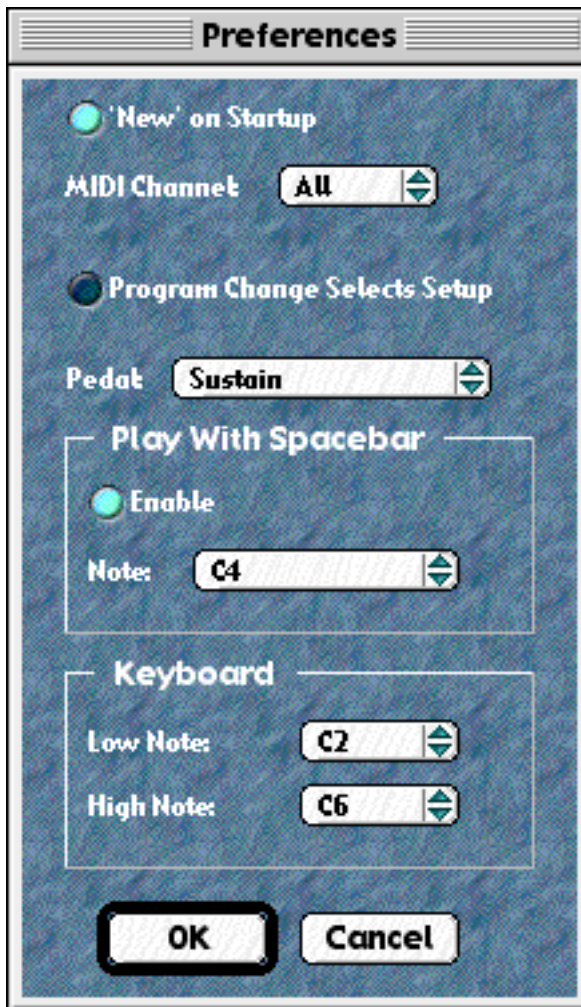 Preferences
'New' on Startup
MIDI Channel: All
Program Change Selects Setup
Pedal: Sustain
Play With Spacebar
Enable
Note: C4
Keyboard
Low Note: C2
High Note: C6
OK Cancel